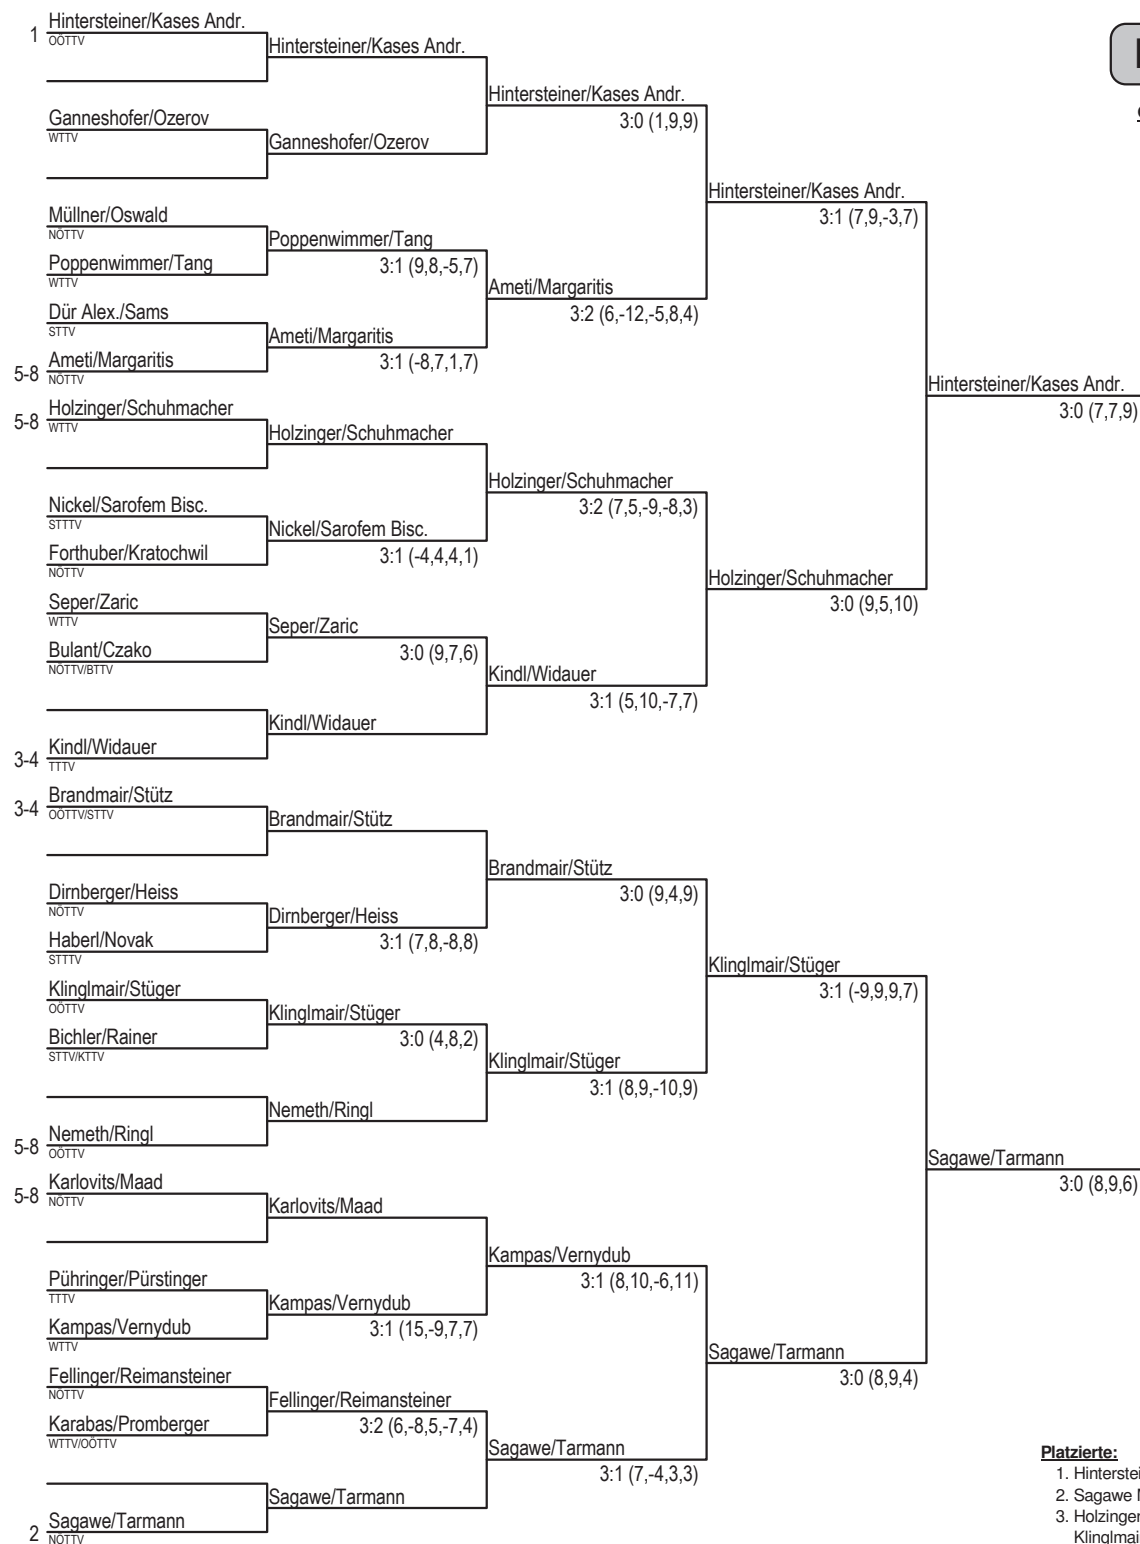 1 Hintersteiner/Kases Andr.
OÖTTV
Ganneshofer/Ozerov
WTTV
Müllner/Oswald
NÖTTV
Poppenwimmer/Tang
WTTV
Dür Alex./Sams
STTV
5-8 Ameti/Margaritis
NÖTTV
5-8 Holzinger/Schuhmacher
WTTV
Nickel/Sarofem Bisc.
STTTV
Forthuber/Kratochwil
NÖTTV
Seper/Zaric
WTTV
Bulant/Czako
NÖTTV/BTTV
3-4 Kindl/Widauer
TTTV
3-4 Brandmair/Stütz
OÖTTV/STTV
Dirnberger/Heiss
NÖTTV
Haberl/Novak
STTTV
Klinglmair/Stüger
OÖTTV
Bichler/Rainer
STTV/KTTV
5-8 Nemeth/Ringl
OÖTTV
5-8 Karlovits/Maad
NÖTTV
Pühringer/Pürstinger
TTTV
Kampas/Vernydub
WTTV
Fellinger/Reimansteiner
NÖTTV
Karabas/Promberger
WTTV/OÖTTV
2 Sagawe/Tarmann
NÖTTV
Hintersteiner/Kases Andr.
Ganneshofer/Ozerov
Poppenwimmer/Tang
3:1 (9,8,-5,7)
Ameti/Margaritis
3:1 (-8,7,1,7)
Holzinger/Schuhmacher
Nickel/Sarofem Bisc.
3:1 (-4,4,4,1)
Seper/Zaric
3:0 (9,7,6)
Kindl/Widauer
Brandmair/Stütz
Dirnberger/Heiss
3:1 (7,8,-8,8)
Klinglmair/Stüger
3:0 (4,8,2)
Nemeth/Ringl
Karlovits/Maad
Kampas/Vernydub
3:1 (15,-9,7,7)
Fellinger/Reimansteiner
3:2 (6,-8,5,-7,4)
Sagawe/Tarmann
Hintersteiner/Kases Andr.
3:0 (1,9,9)
Ameti/Margaritis
3:2 (6,-12,-5,8,4)
Holzinger/Schuhmacher
3:2 (7,5,-9,-8,3)
Kindl/Widauer
3:1 (5,10,-7,7)
Brandmair/Stütz
3:0 (9,4,9)
Klinglmair/Stüger
3:1 (8,9,-10,9)
Kampas/Vernydub
3:1 (8,10,-6,11)
Sagawe/Tarmann
3:1 (7,-4,3,3)
Hintersteiner/Kases Andr.
3:1 (7,9,-3,7)
Holzinger/Schuhmacher
3:0 (9,5,10)
Klinglmair/Stüger
3:1 (-9,9,9,7)
Sagawe/Tarmann
3:0 (8,9,4)
Hintersteiner/Kases Andr.
3:0 (7,7,9)
Sagawe/Tarmann
3:0 (8,9,6)
Platzierte:
1. Hinterstei
2. Sagawe
3. Holzinger
Klinglmair